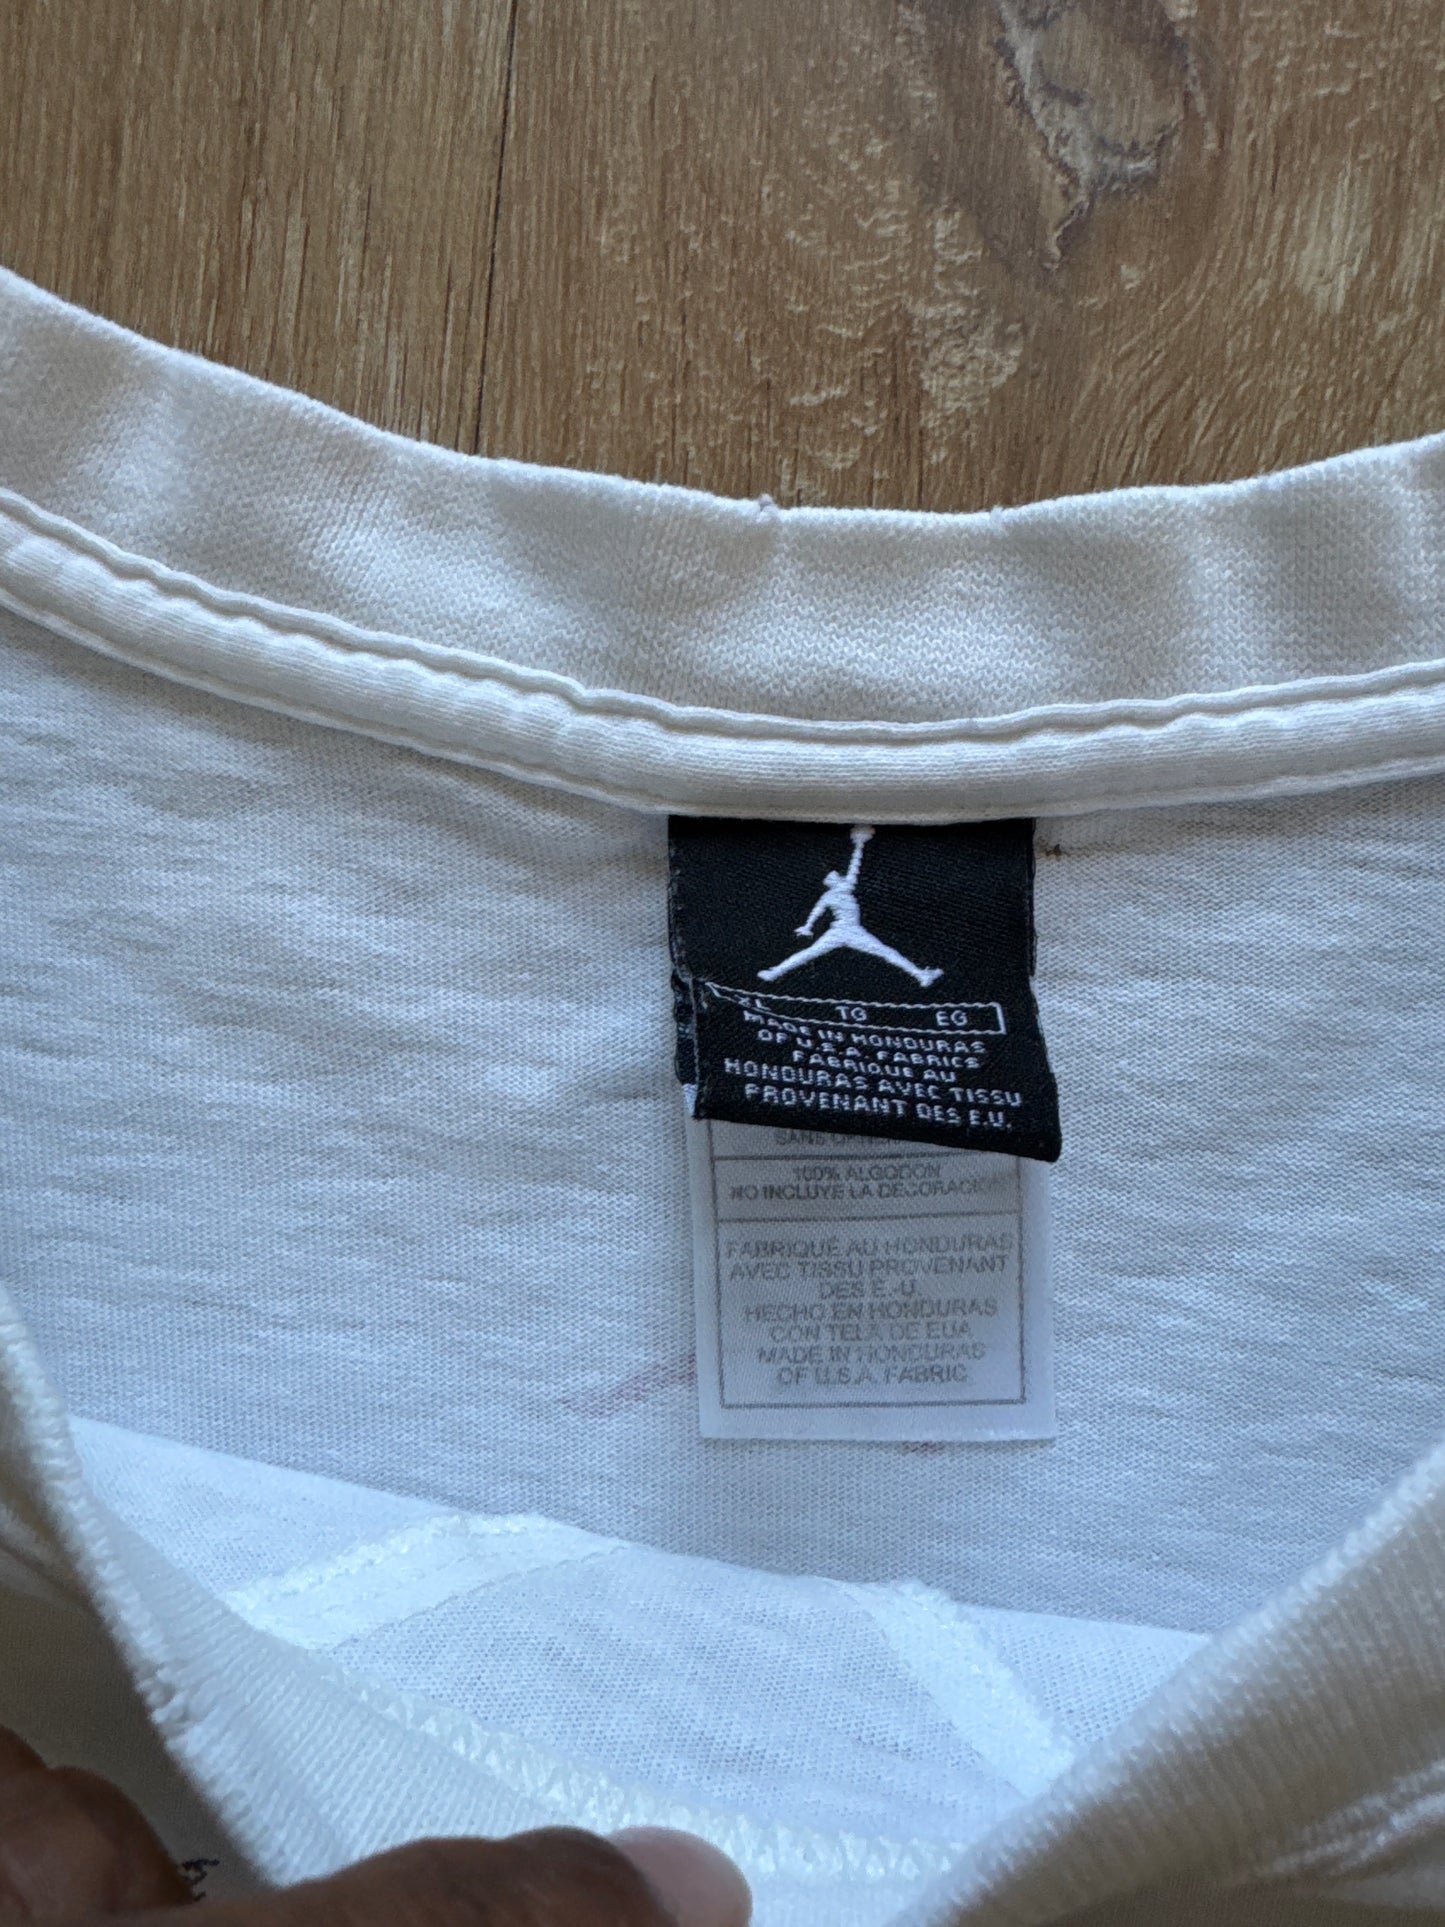 XL TG EG
MADE IN HONDURAS
OF U.S.A. FABRICS
FABRIQUE AU
HONDURAS AVEC TISSU
PROVENANT DES E.U.
SANS
100% ALGODON
NO INCLUYE LA DECORACION
FABRIQUÉ AU HONDURAS
AVEC TISSU PROVENANT
DES E.-U.
HECHO EN HONDURAS
CON TELA DE EUA
MADE IN HONDURAS
OF U.S.A. FABRIC